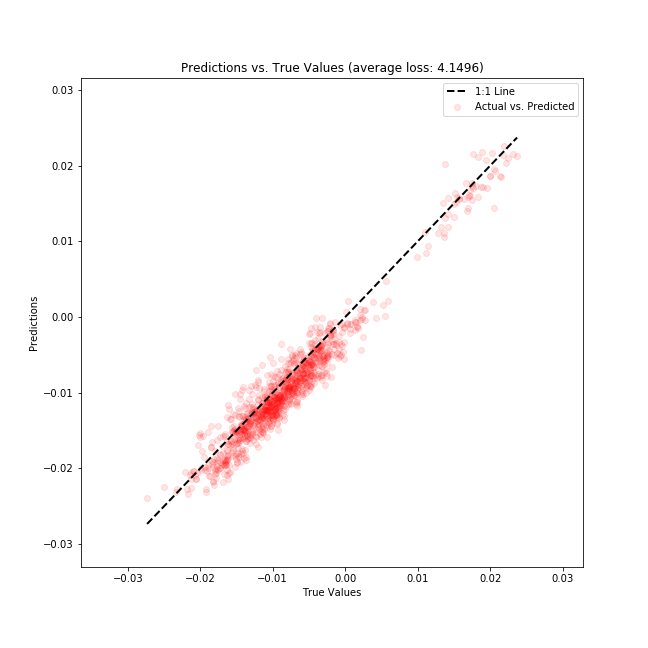 Predictions vs. True Values (average loss: 4.1496)
1:1 Line
Actual vs. Predicted
0.03
0.02
0.01
0.00
−0.01
−0.02
−0.03
Predictions
−0.03 −0.02 −0.01 0.00 0.01 0.02 0.03
True Values